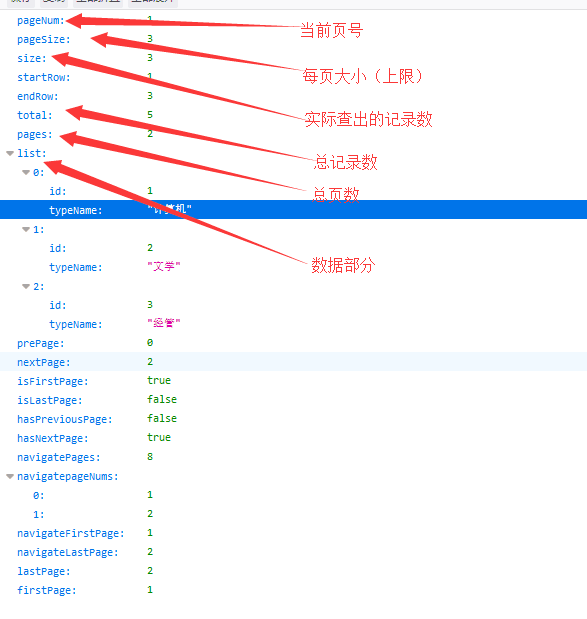 pageNum: 1
当前页号
pageSize: 3
每页大小（上限）
size: 3
startRow: 1
endRow: 3
实际查出的记录数
total: 5
pages: 2
list:
总记录数
0:
id: 1
总页数
typeName: "计算机"
1:
id: 2
数据部分
typeName: "文学"
2:
id: 3
typeName: "经管"
prePage: 0
nextPage: 2
isFirstPage: true
isLastPage: false
hasPreviousPage: false
hasNextPage: true
navigatePages: 8
navigatepageNums:
0: 1
1: 2
navigateFirstPage: 1
navigateLastPage: 2
lastPage: 2
firstPage: 1